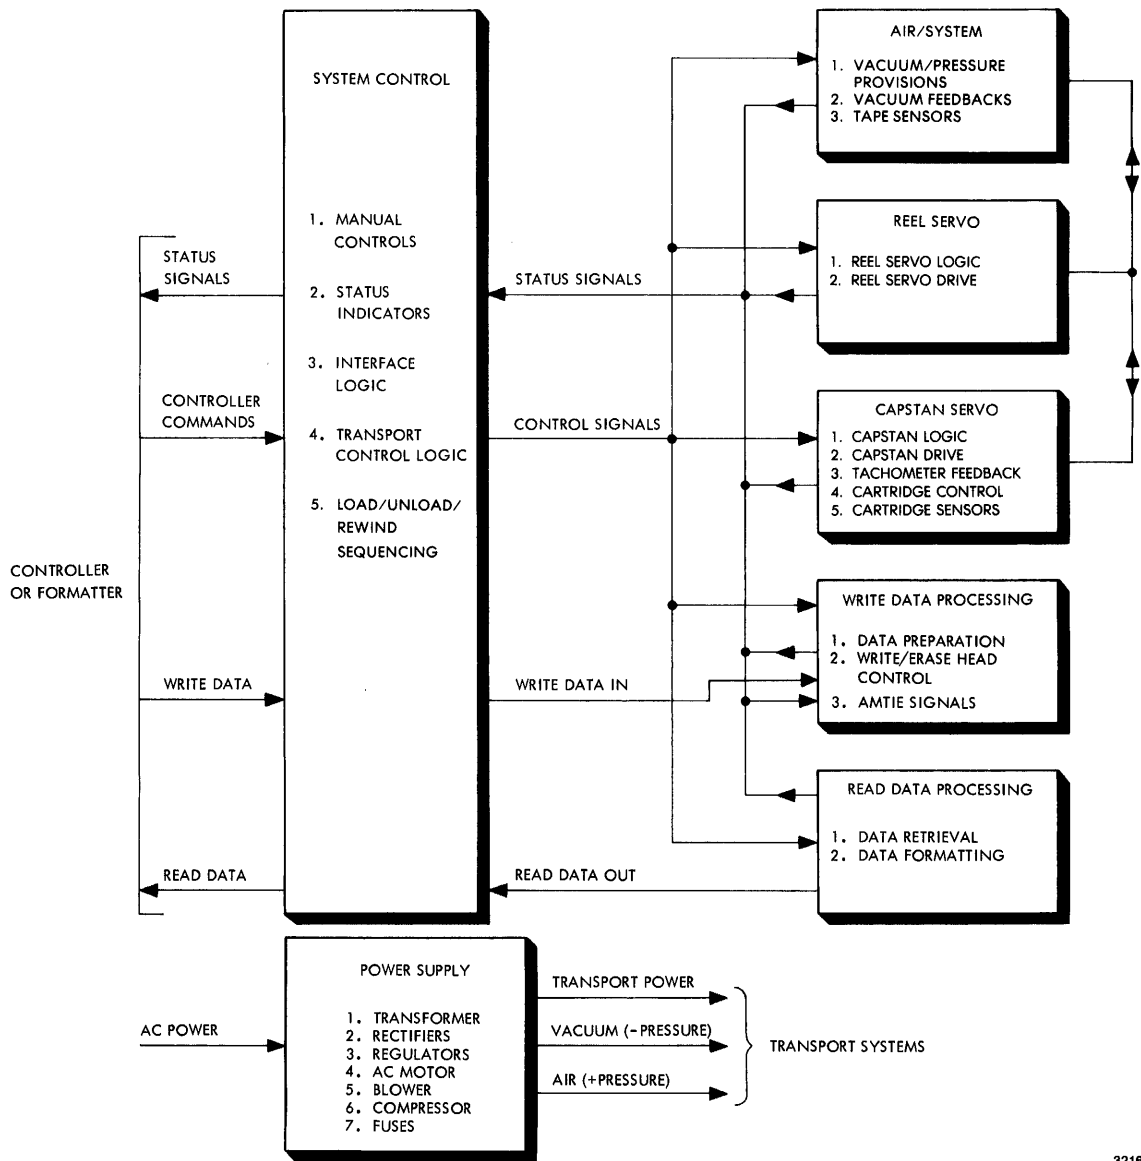 SYSTEM CONTROL
1. MANUAL
CONTROLS
2. STATUS
INDICATORS
3. INTERFACE
LOGIC
4. TRANSPORT
CONTROL LOGIC
5. LOAD/UNLOAD/
REWIND
SEQUENCING
STATUS
SIGNALS
CONTROLLER
COMMANDS
CONTROLLER
OR FORMATTER
WRITE DATA
READ DATA
STATUS SIGNALS
CONTROL SIGNALS
WRITE DATA IN
READ DATA OUT
AIR/SYSTEM
1. VACUUM/PRESSURE
PROVISIONS
2. VACUUM FEEDBACKS
3. TAPE SENSORS
REEL SERVO
1. REEL SERVO LOGIC
2. REEL SERVO DRIVE
CAPSTAN SERVO
1. CAPSTAN LOGIC
2. CAPSTAN DRIVE
3. TACHOMETER FEEDBACK
4. CARTRIDGE CONTROL
5. CARTRIDGE SENSORS
WRITE DATA PROCESSING
1. DATA PREPARATION
2. WRITE/ERASE HEAD
CONTROL
3. AMTIE SIGNALS
READ DATA PROCESSING
1. DATA RETRIEVAL
2. DATA FORMATTING
AC POWER
POWER SUPPLY
1. TRANSFORMER
2. RECTIFIERS
3. REGULATORS
4. AC MOTOR
5. BLOWER
6. COMPRESSOR
7. FUSES
TRANSPORT POWER
VACUUM (-PRESSURE)
AIR (+PRESSURE)
TRANSPORT SYSTEMS